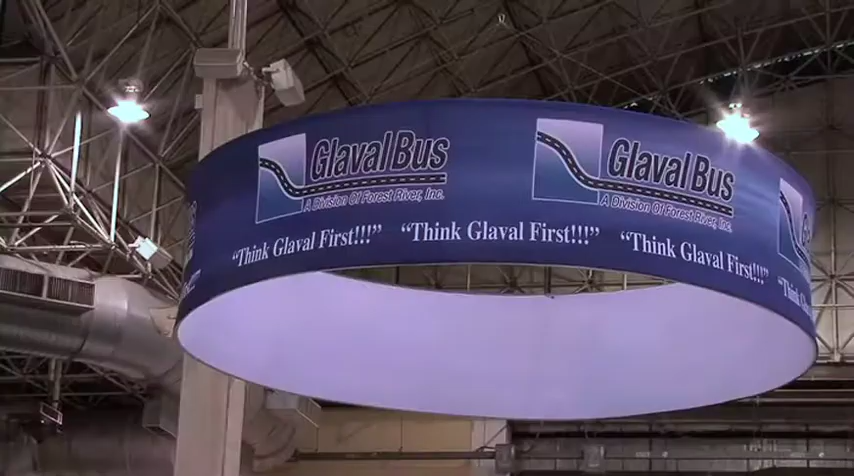 Glaval Bus
A Division Of Forest River, Inc.
Glaval Bus
A Division Of Forest River, Inc.
"Think Glaval First!!!"
"Think Glaval First!!!"
"Think Glaval First!!!"
"Think